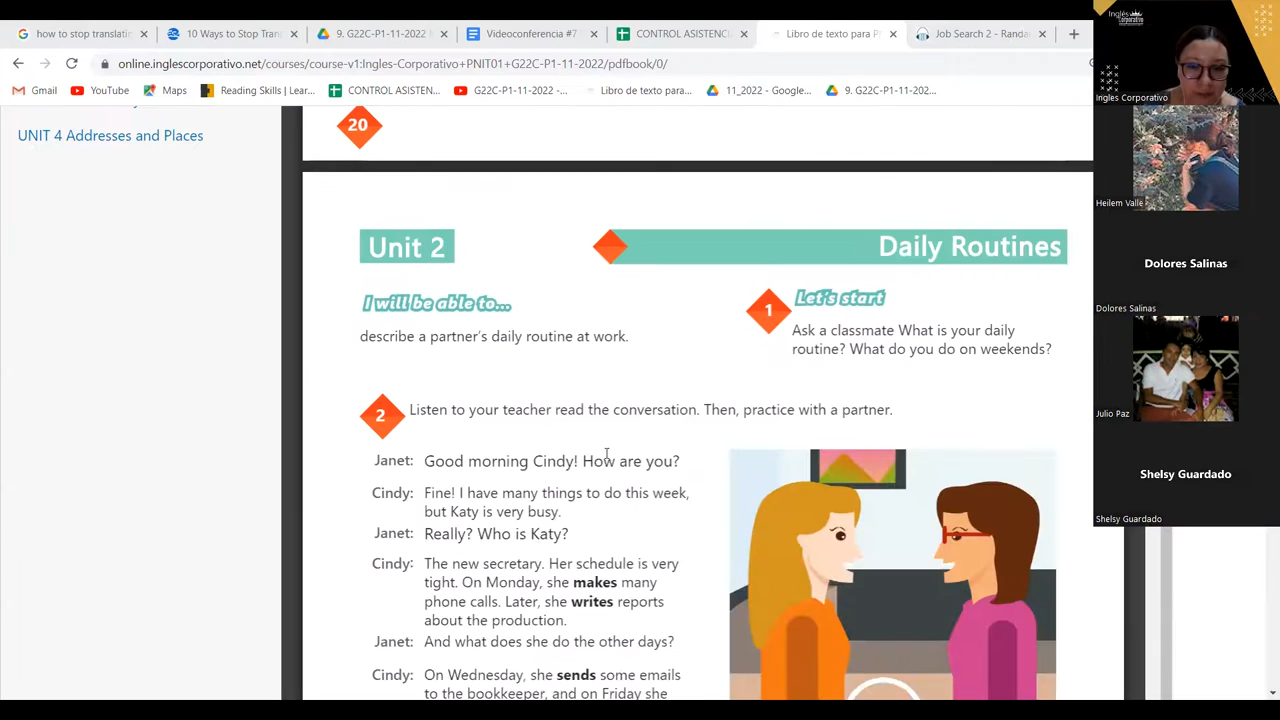 how to stop translatin
10 Ways to Stop Tran
9. G22C-P1-11-2022
Videoconferencia #7
CONTROL ASISTENC
Libro de texto para P
Job Search 2 - Randa
online.inglescorporativo.net/courses/course-v1:Ingles-Corporativo+PNIT01+G22C-P1-11-2022/pdfbook/0/
Gmail
YouTube
Maps
Reading Skills | Lear...
CONTROL ASISTEN...
G22C-P1-11-2022 -...
Libro de texto para...
11_2022 - Google...
9. G22C-P1-11-202...
UNIT 4 Addresses and Places
20
Unit 2
Daily Routines
I will be able to...
describe a partner's daily routine at work.
1
Let's start
Ask a classmate What is your daily
routine? What do you do on weekends?
2
Listen to your teacher read the conversation. Then, practice with a partner.
Janet: Good morning Cindy! How are you?
Cindy: Fine! I have many things to do this week,
but Katy is very busy.
Janet: Really? Who is Katy?
Cindy: The new secretary. Her schedule is very
tight. On Monday, she makes many
phone calls. Later, she writes reports
about the production.
Janet: And what does she do the other days?
Cindy: On Wednesday, she sends some emails
to the bookkeeper, and on Friday she
Inglés
Corporativo
Ingles Corporativo
Heilem Valle
Dolores Salinas
Dolores Salinas
Julio Paz
Shelsy Guardado
Shelsy Guardado